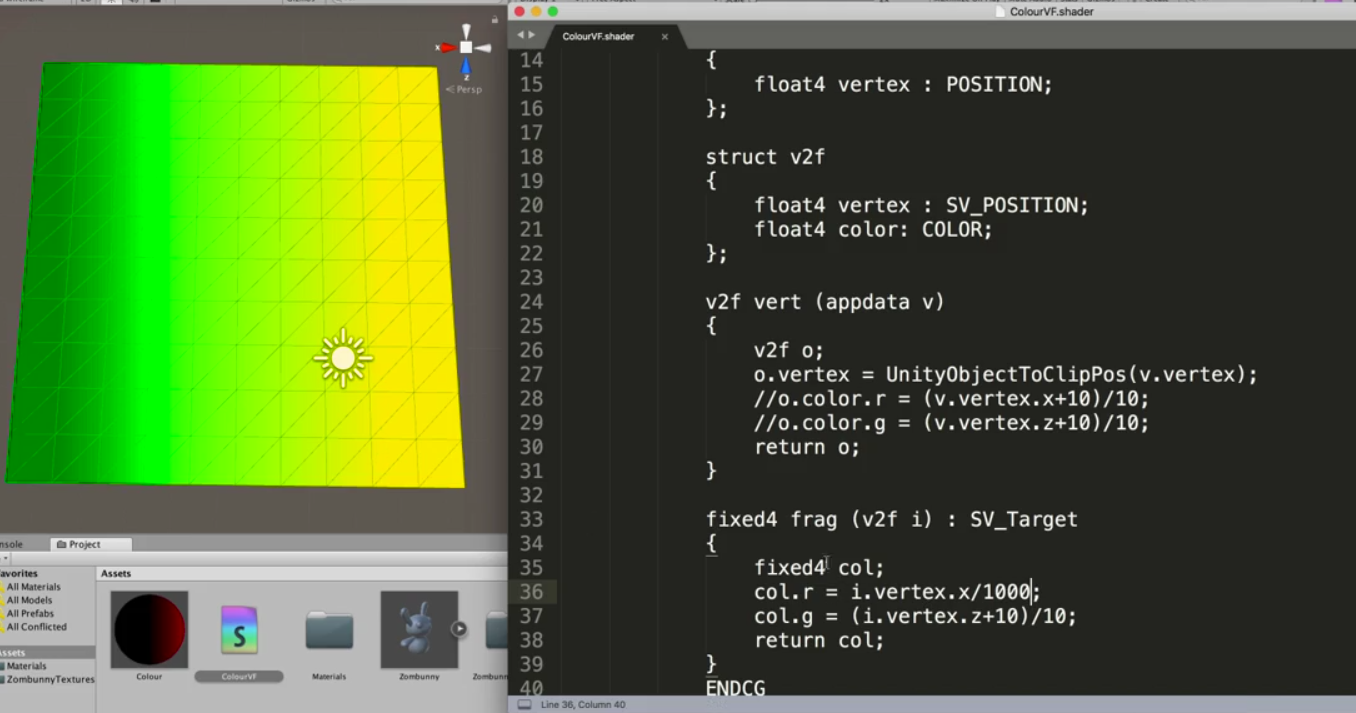 ColourVF.shader
ColourVF.shader ×
14 {
15 float4 vertex : POSITION;
16 };
17
18 struct v2f
19 {
20 float4 vertex : SV_POSITION;
21 float4 color: COLOR;
22 };
23
24 v2f vert (appdata v)
25 {
26 v2f o;
27 o.vertex = UnityObjectToClipPos(v.vertex);
28 //o.color.r = (v.vertex.x+10)/10;
29 //o.color.g = (v.vertex.z+10)/10;
30 return o;
31 }
32
33 fixed4 frag (v2f i) : SV_Target
34 {
35 fixed4 col;
36 col.r = i.vertex.x/1000;
37 col.g = (i.vertex.z+10)/10;
38 return col;
39 }
40 ENDCG
Line 36, Column 40
x
z
Persp
nsole Project
avorites
All Materials
All Models
All Prefabs
All Conflicted
ssets
Materials
ZombunnyTextures
Assets
S
Colour ColourVF Materials Zombunny Zombunn